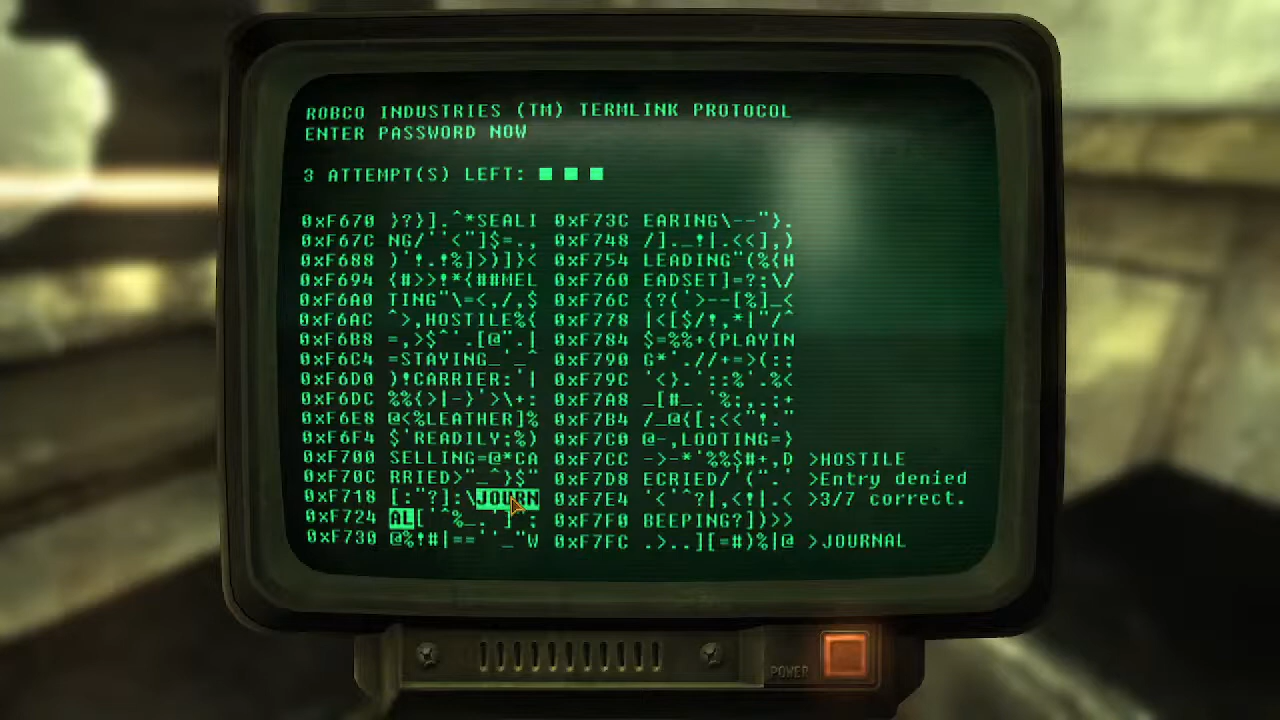 ROBCO INDUSTRIES (TM) TERMLINK PROTOCOL
ENTER PASSWORD NOW
3 ATTEMPT(S) LEFT: ■ ■ ■
0xF670 }?}].^*SEALI 0xF73C EARING\--"}.
0xF67C NG/'`<"]$=., 0xF748 /]._!|.<<],)
0xF688 )'!.!%]>)]}< 0xF754 LEADING"(%{H
0xF694 {#>>!*{##MEL 0xF760 EADSET]=?;\/
0xF6A0 TING"\=<,/,$ 0xF76C {?('>--[%]_<
0xF6AC ^>,HOSTILE%{ 0xF778 |<[$/!,*|"/^
0xF6B8 =,>$^'.[@".| 0xF784 $=%%+{PLAYIN
0xF6C4 =STAYING_'_^ 0xF790 G*'.//+=>(:;
0xF6D0 )!CARRIER:'| 0xF79C '<}.'::%'.%<
0xF6DC %%{>|-}'>\+: 0xF7A8 _[#_.'%:,.:+
0xF6E8 @<%LEATHER]% 0xF7B4 /_@{[;<<"!."
0xF6F4 $'READILY;%) 0xF7C0 @-,LOOTING=}
0xF700 SELLING=@*CA 0xF7CC ->-*'%%$#+,D >HOSTILE
0xF70C RRIED>"_^}$" 0xF7D8 ECRIED/'(".' >Entry denied
0xF718 [:"?]:\JOURN 0xF7E4 '<'^?|,<!|.< >3/7 correct.
0xF724 AL['^%_.']'; 0xF7F0 BEEPING?])>>
0xF730 @%!#|==''_"W 0xF7FC .>..][=#)%|@ >JOURNAL
POWER